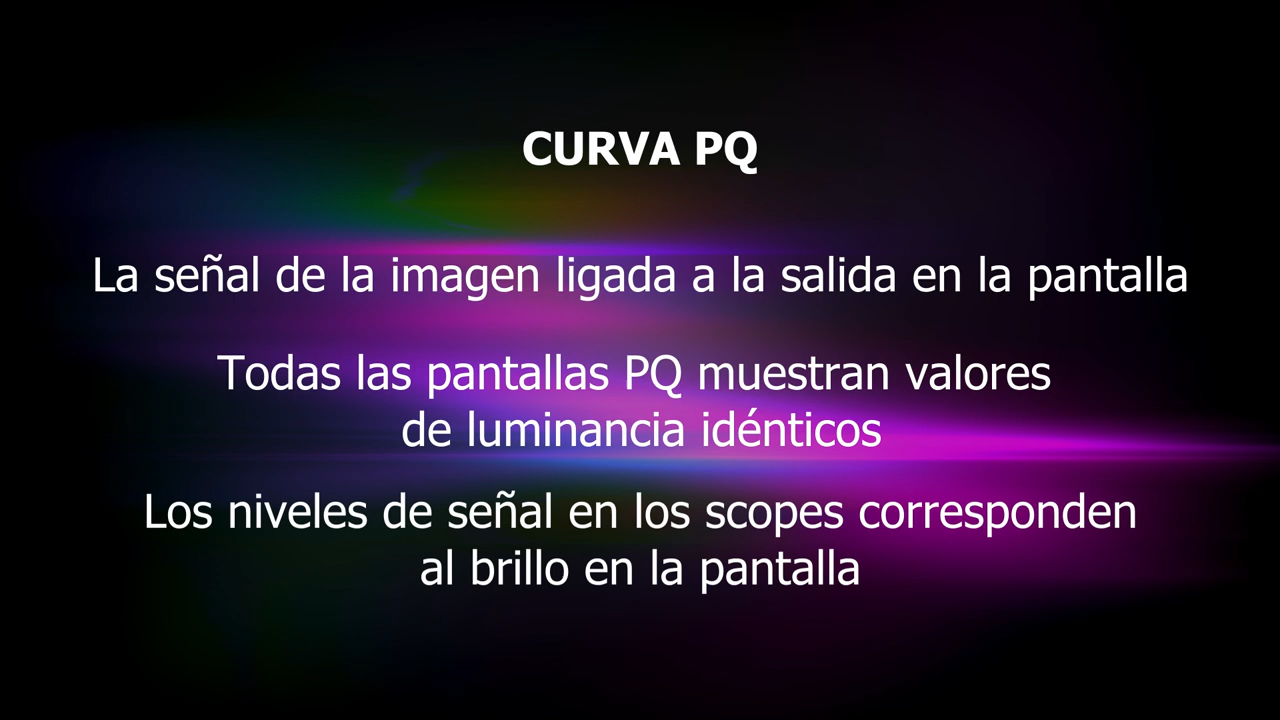 CURVA PQ
La señal de la imagen ligada a la salida en la pantalla
Todas las pantallas PQ muestran valores
de luminancia idénticos
Los niveles de señal en los scopes corresponden
al brillo en la pantalla